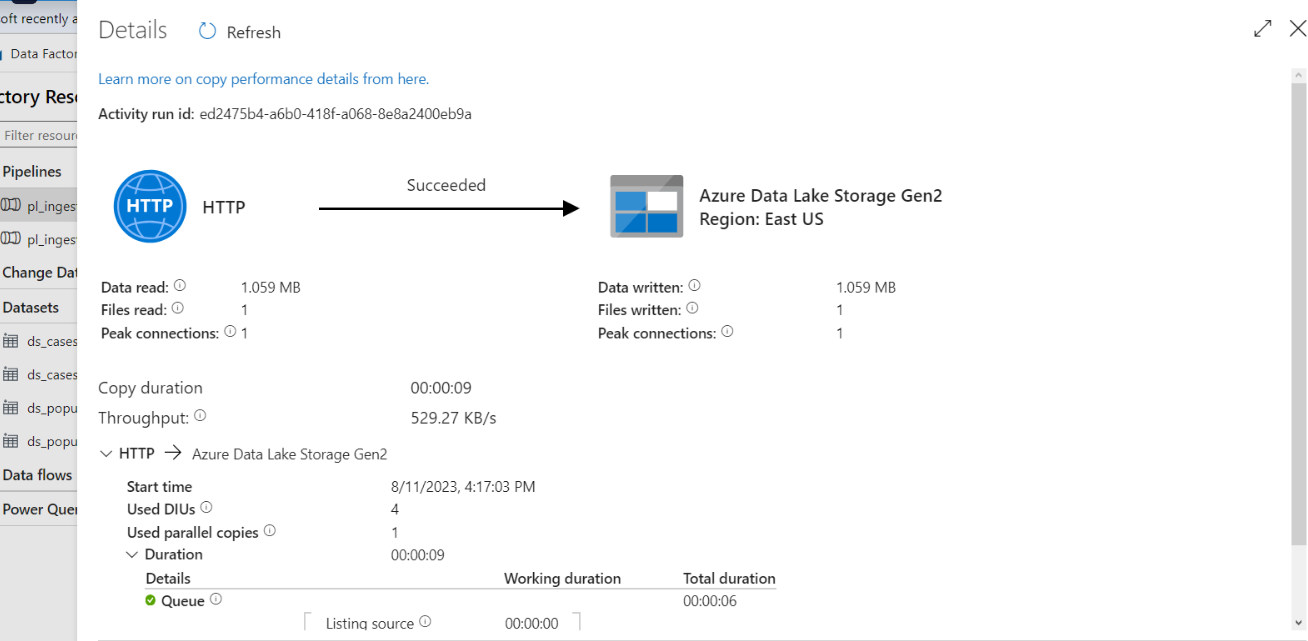 oft recently a
Details
Refresh
Data Factor
Learn more on copy performance details from here.
ctory Res
Activity run id: ed2475b4-a6b0-418f-a068-8e8a2400eb9a
Filter resour
Pipelines
Succeeded
HTTP
HTTP
Azure Data Lake Storage Gen2
Region: East US
pl_inges
pl_inges
Change Dat
Data read: 1.059 MB
Data written: 1.059 MB
Datasets
Files read: 1
Files written: 1
Peak connections: 1
Peak connections: 1
ds_cases
ds_cases
Copy duration 00:00:09
ds_popu
Throughput: 529.27 KB/s
ds_popu
HTTP → Azure Data Lake Storage Gen2
Data flows
Start time 8/11/2023, 4:17:03 PM
Power Quer
Used DIUs 4
Used parallel copies 1
Duration 00:00:09
Details Working duration Total duration
Queue 00:00:06
Listing source 00:00:00